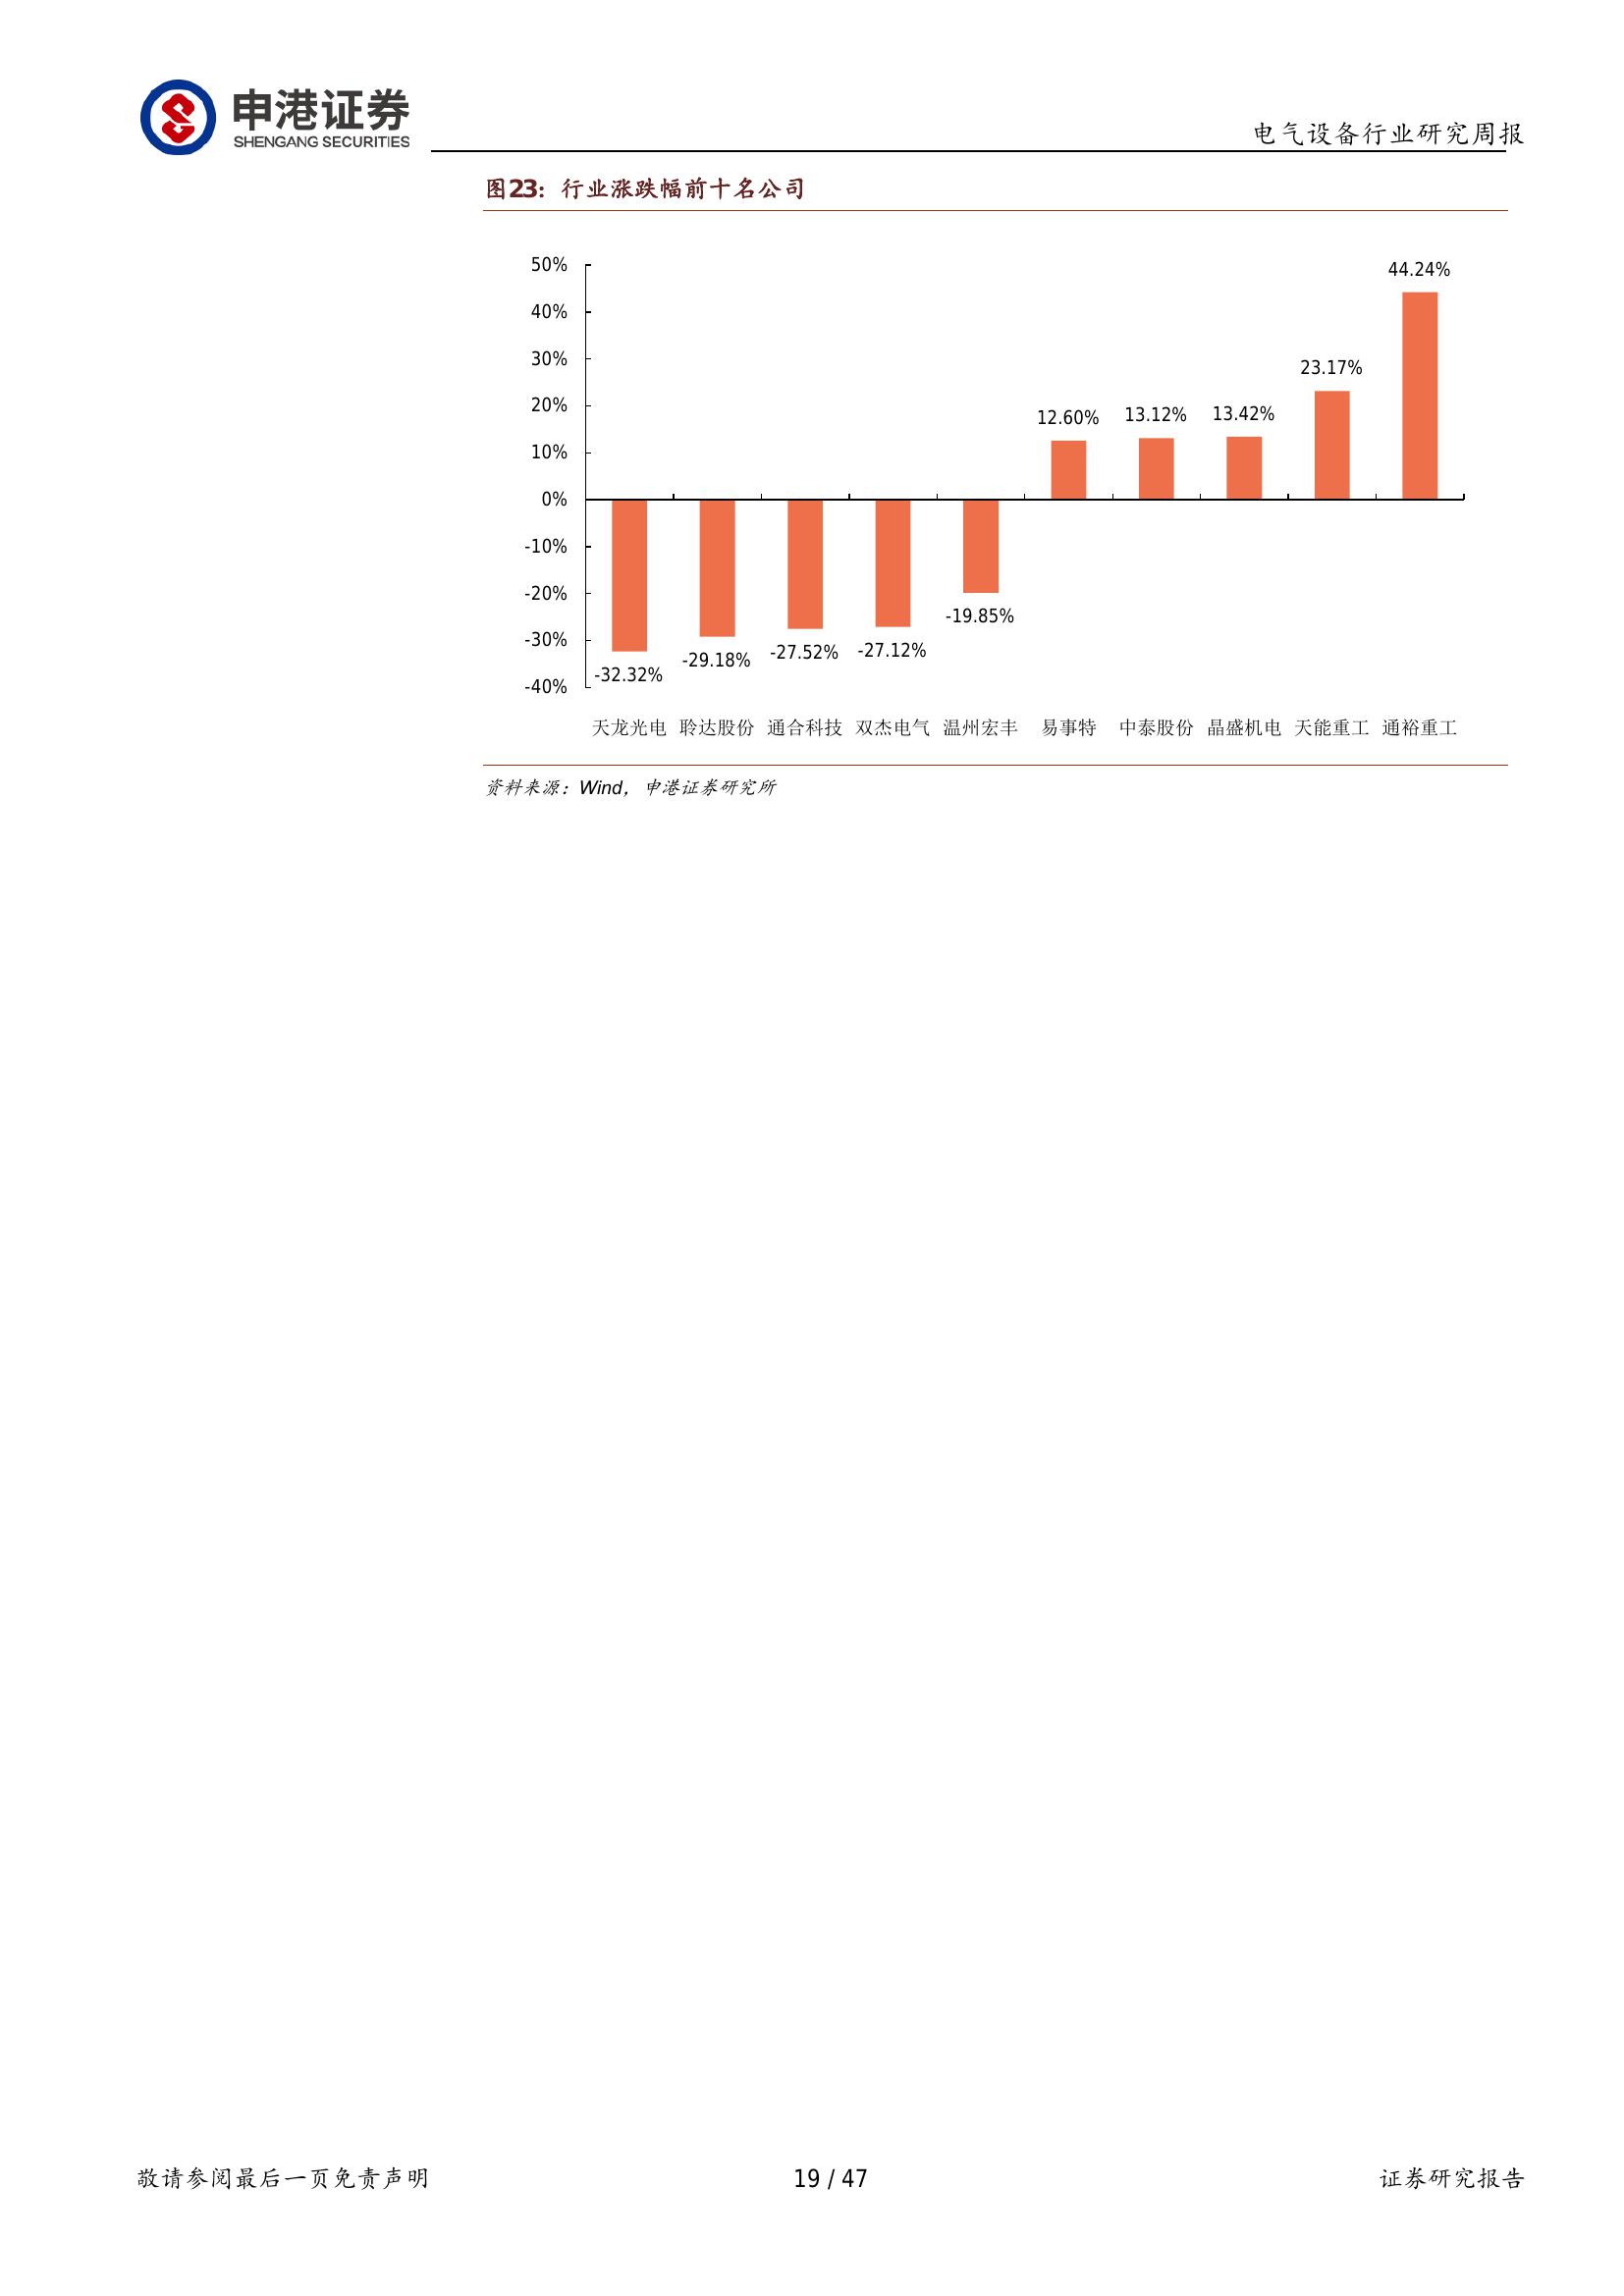 申港证券
SHENGANG SECURITIES
电气设备行业研究周报
图23：行业涨跌幅前十名公司
50%
40%
30%
20%
10%
0%
-10%
-20%
-30%
-40%
-32.32%
-29.18%
-27.52%
-27.12%
-19.85%
12.60%
13.12%
13.42%
23.17%
44.24%
天龙光电 聆达股份 通合科技 双杰电气 温州宏丰 易事特 中泰股份 晶盛机电 天能重工 通裕重工
资料来源：Wind，申港证券研究所
敬请参阅最后一页免责声明
19 / 47
证券研究报告